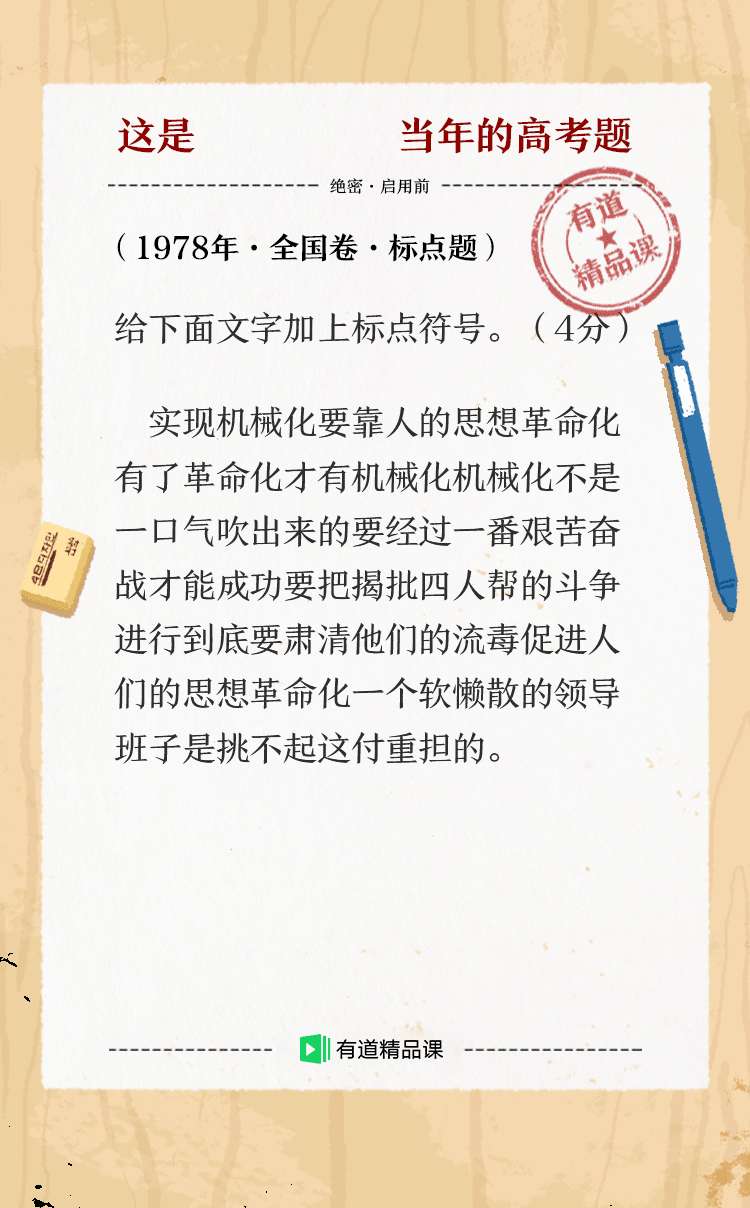 这是 当年的高考题
绝密·启用前
（1978年·全国卷·标点题）
有道
精品课
给下面文字加上标点符号。（4分）
实现机械化要靠人的思想革命化
有了革命化才有机械化机械化不是
一口气吹出来的要经过一番艰苦奋
战才能成功要把揭批四人帮的斗争
进行到底要肃清他们的流毒促进人
们的思想革命化一个软懒散的领导
班子是挑不起这付重担的。
有道精品课